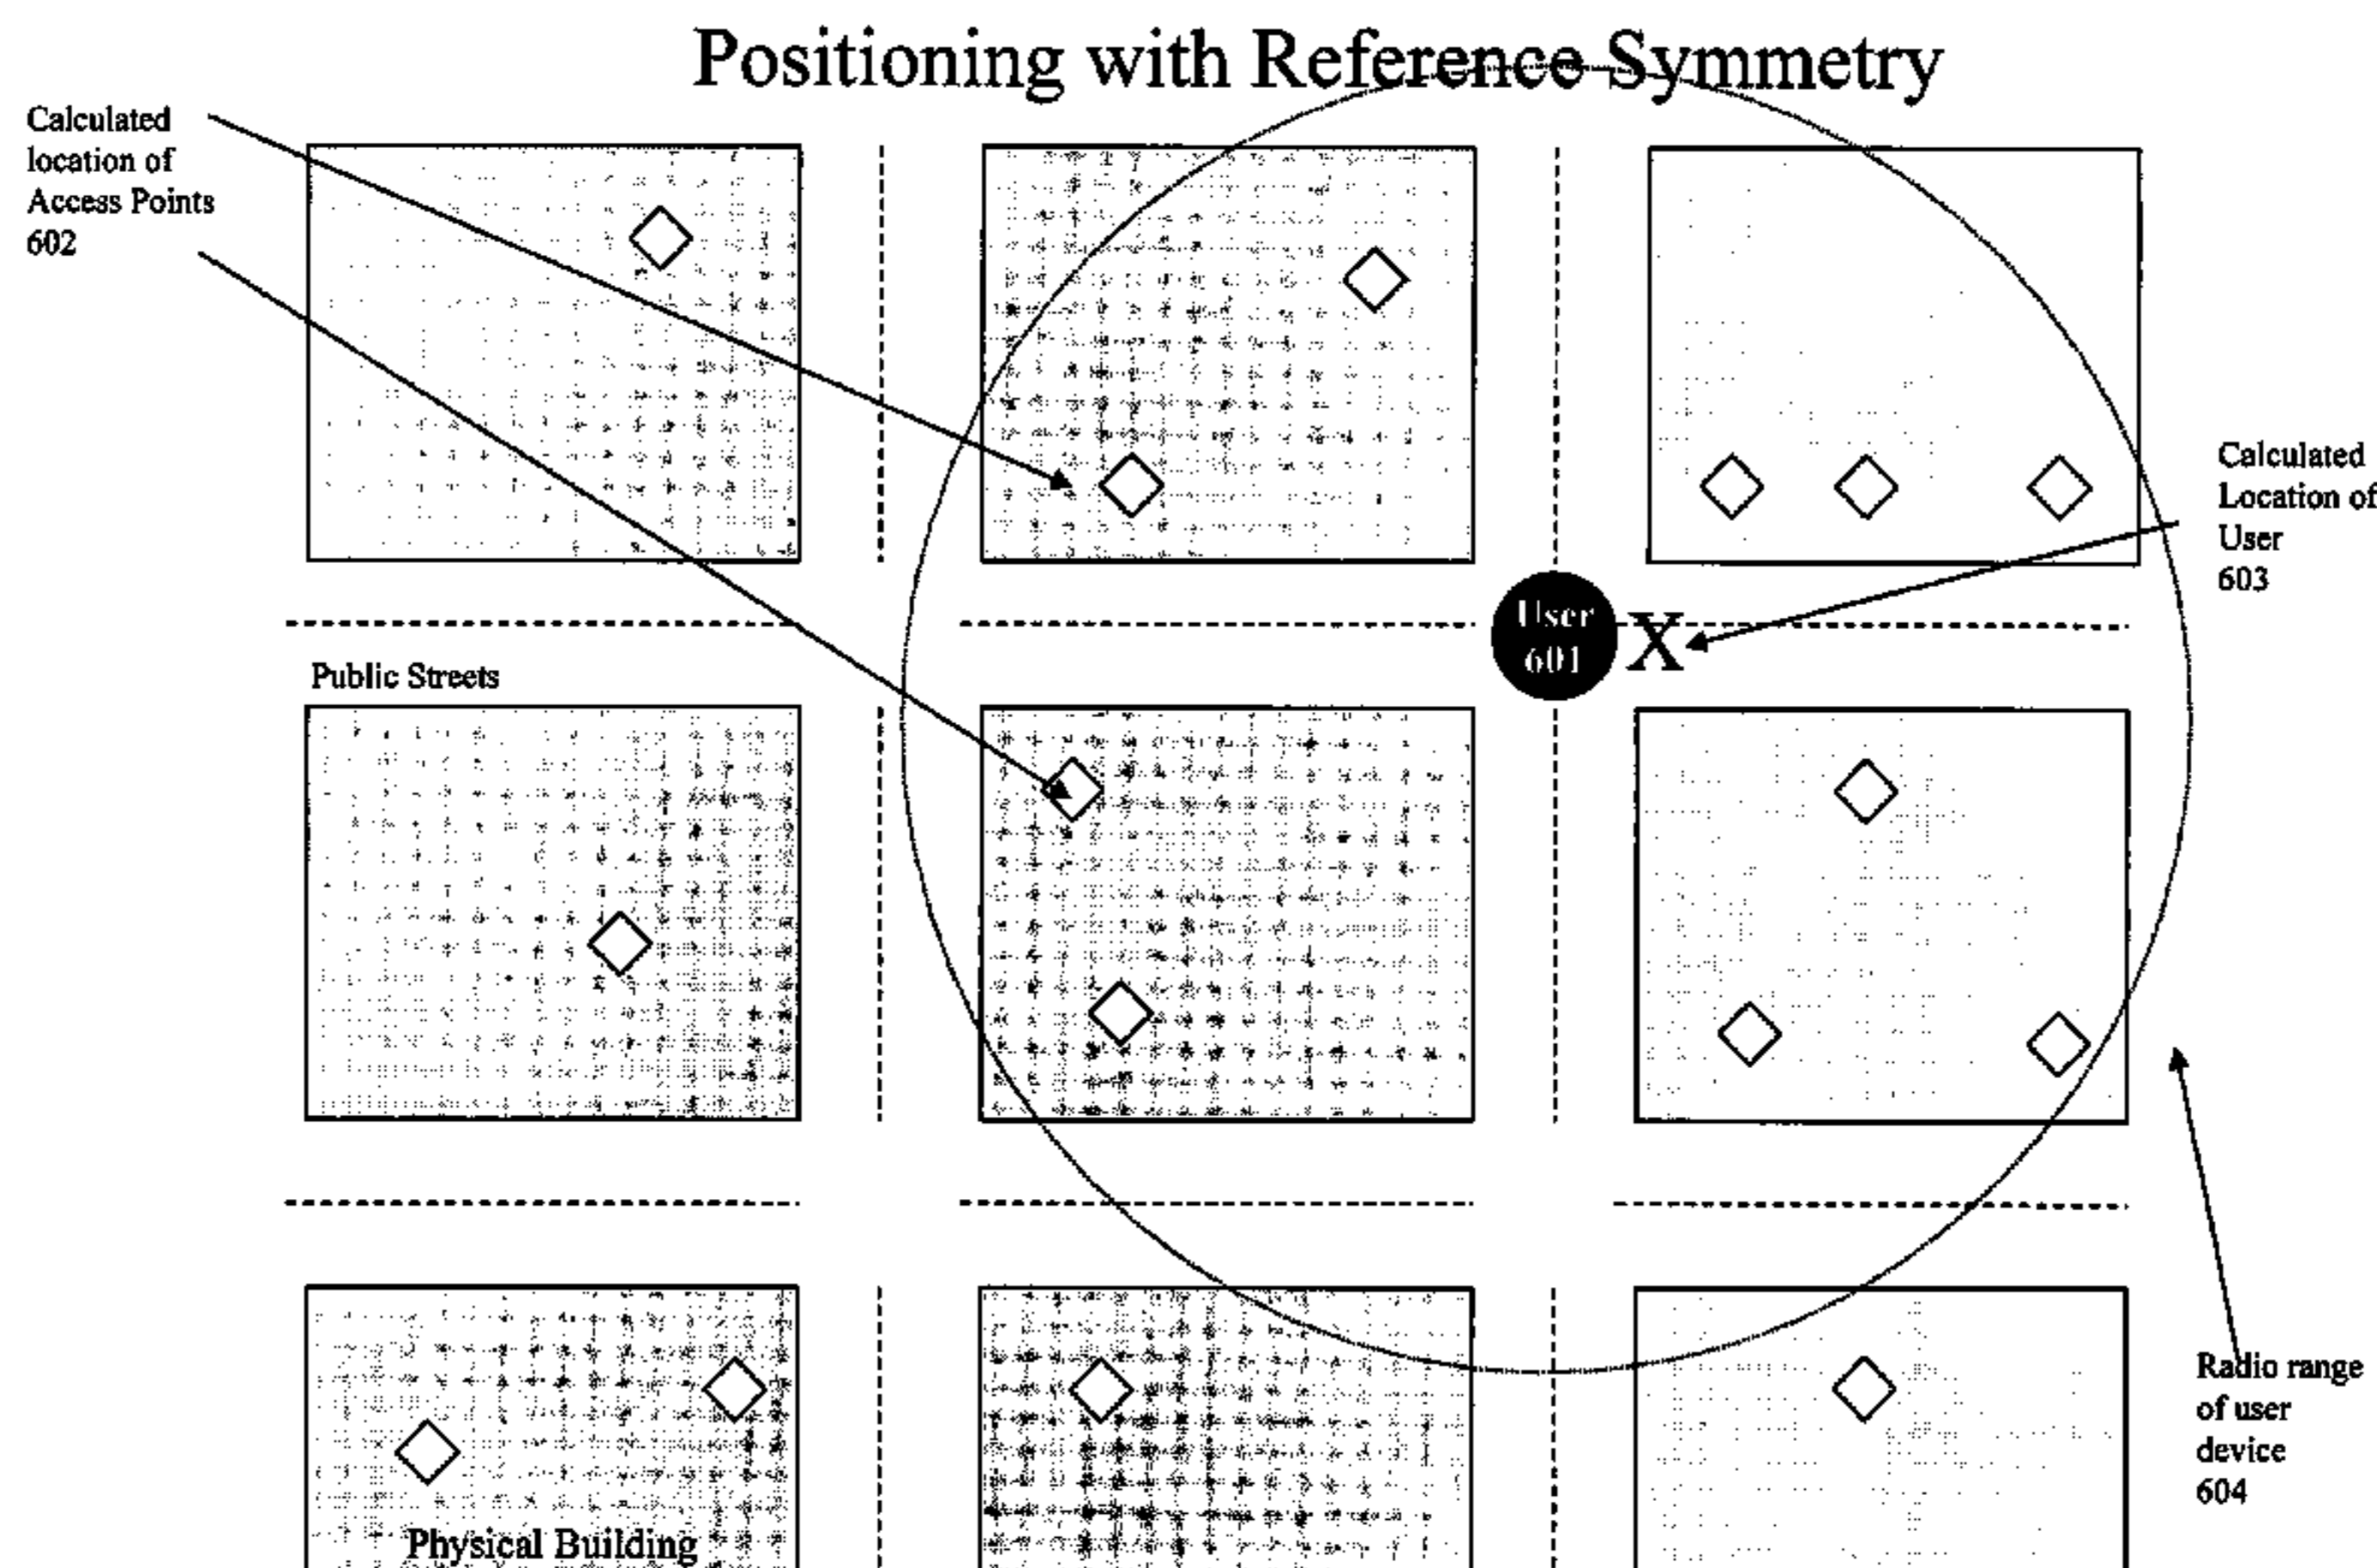 Positioning with Reference Symmetry
Calculated
location of
Access Points
602
Calculated
Location of
User
603
User
601
X
Public Streets
Radio range
of user
device
604
Physical Building